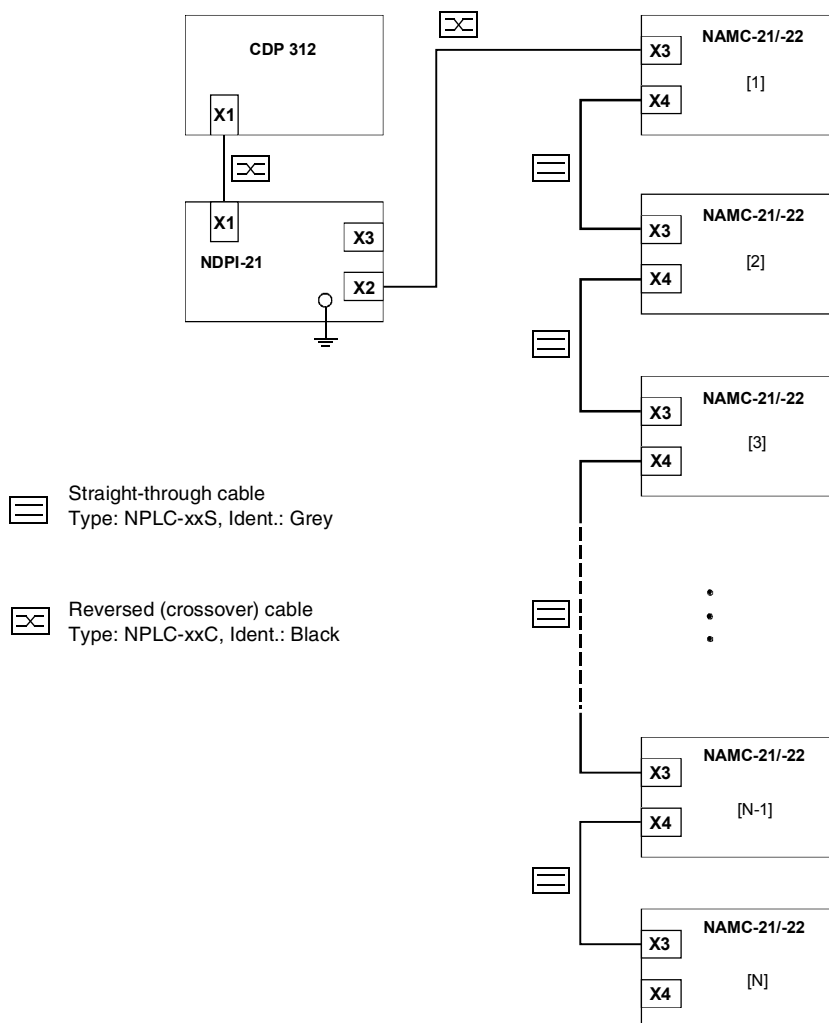 CDP 312
X1
X1
NDPI-21
X3
X2
X3
NAMC-21/-22
[1]
X4
X3
NAMC-21/-22
[2]
X4
X3
NAMC-21/-22
[3]
X4
Straight-through cable
Type: NPLC-xxS, Ident.: Grey
Reversed (crossover) cable
Type: NPLC-xxC, Ident.: Black
NAMC-21/-22
X3
[N-1]
X4
NAMC-21/-22
X3
[N]
X4